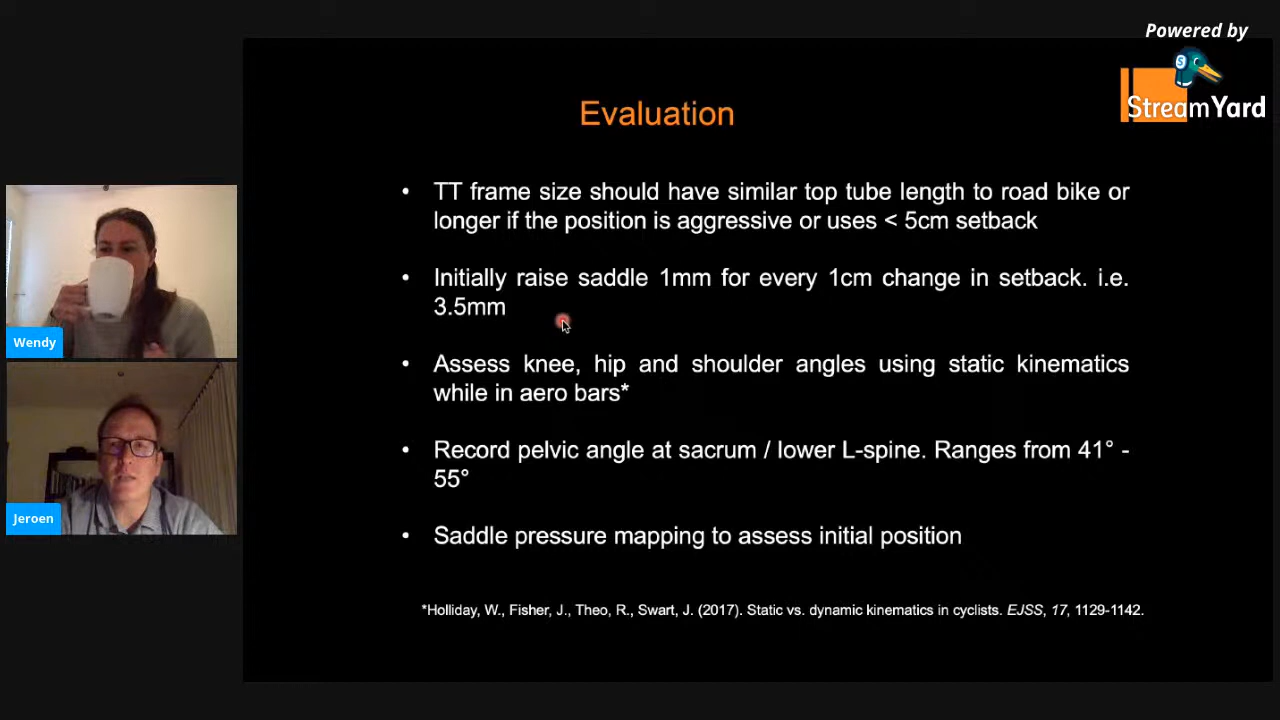 Powered by
StreamYard
Evaluation
• TT frame size should have similar top tube length to road bike or
longer if the position is aggressive or uses < 5cm setback
• Initially raise saddle 1mm for every 1cm change in setback. i.e.
3.5mm
• Assess knee, hip and shoulder angles using static kinematics
while in aero bars*
• Record pelvic angle at sacrum / lower L-spine. Ranges from 41° -
55°
• Saddle pressure mapping to assess initial position
*Holliday, W., Fisher, J., Theo, R., Swart, J. (2017). Static vs. dynamic kinematics in cyclists. EJSS, 17, 1129-1142.
Wendy
Jeroen